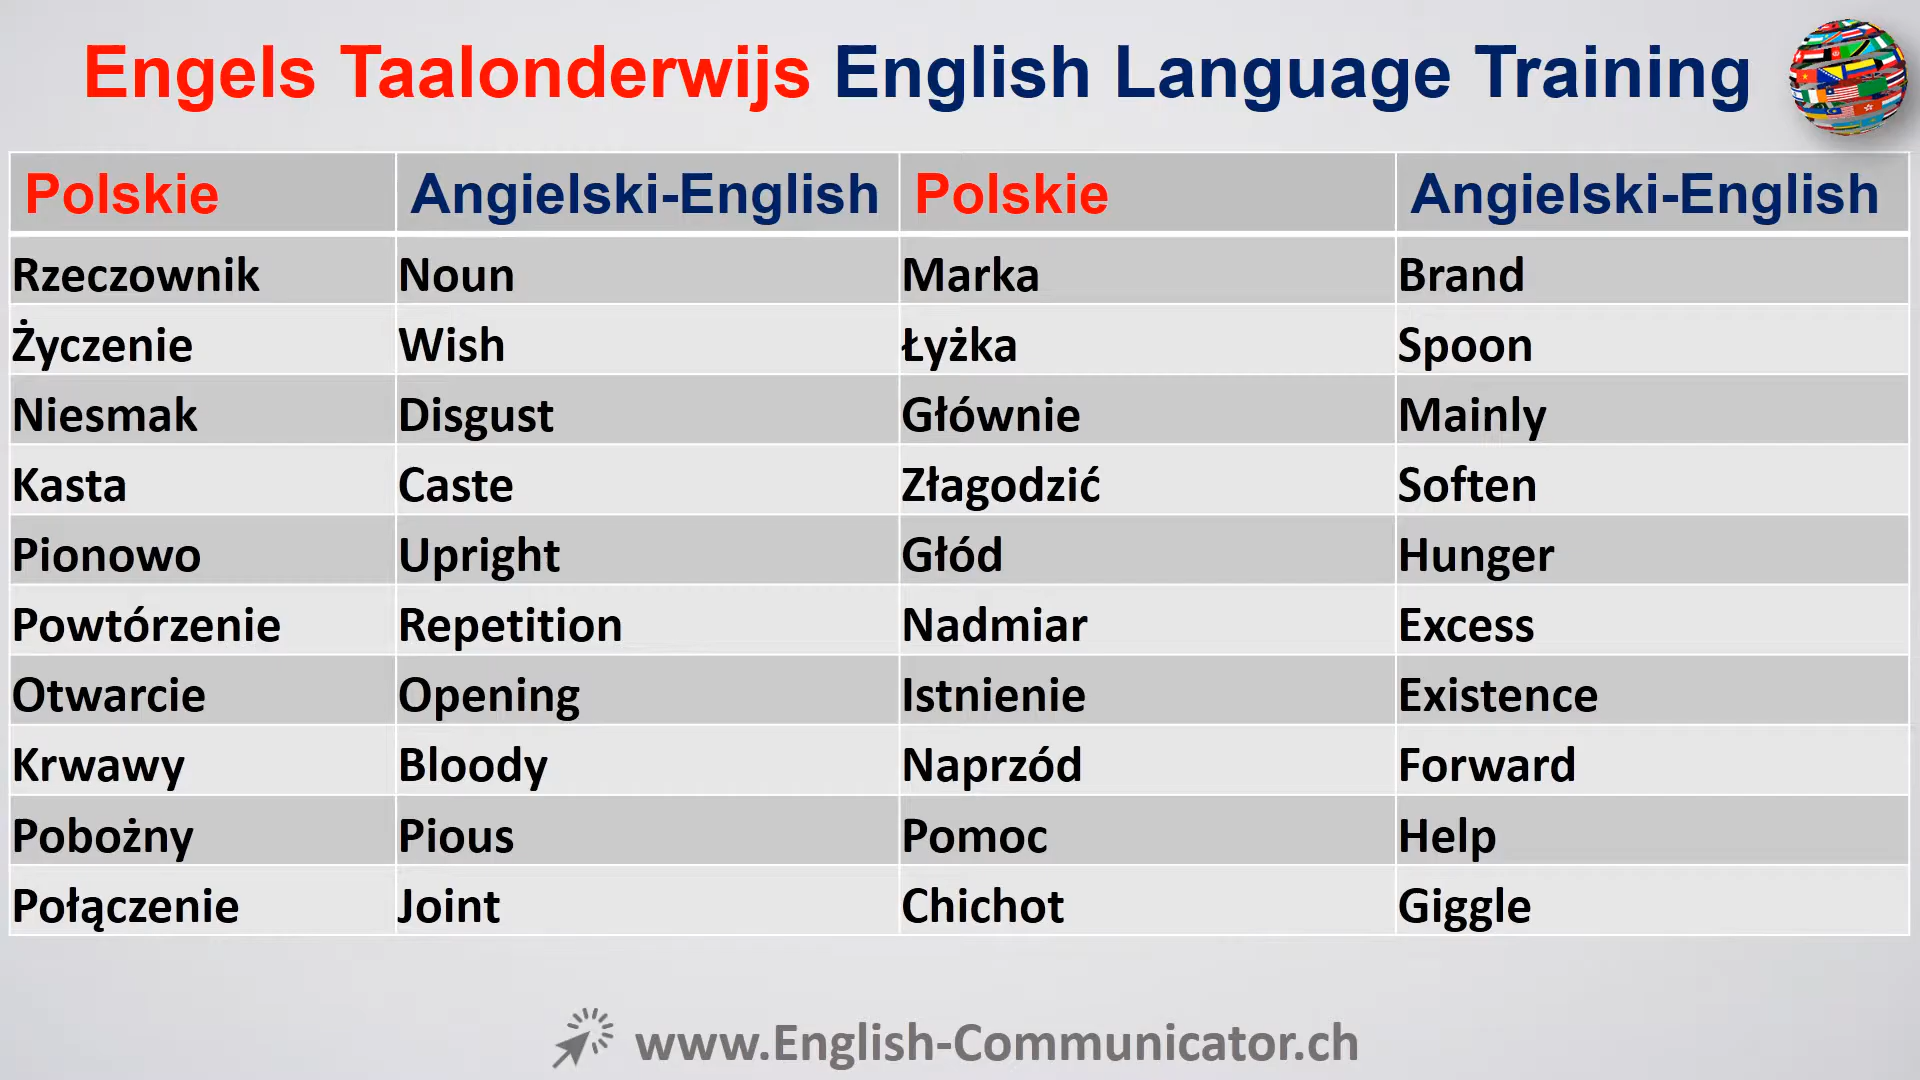 Engels Taalonderwijs English Language Training
Polskie Angielski-English Polskie Angielski-English
Rzeczownik Noun Marka Brand
Życzenie Wish Łyżka Spoon
Niesmak Disgust Głównie Mainly
Kasta Caste Złagodzić Soften
Pionowo Upright Głód Hunger
Powtórzenie Repetition Nadmiar Excess
Otwarcie Opening Istnienie Existence
Krwawy Bloody Naprzód Forward
Pobożny Pious Pomoc Help
Połączenie Joint Chichot Giggle
www.English-Communicator.ch